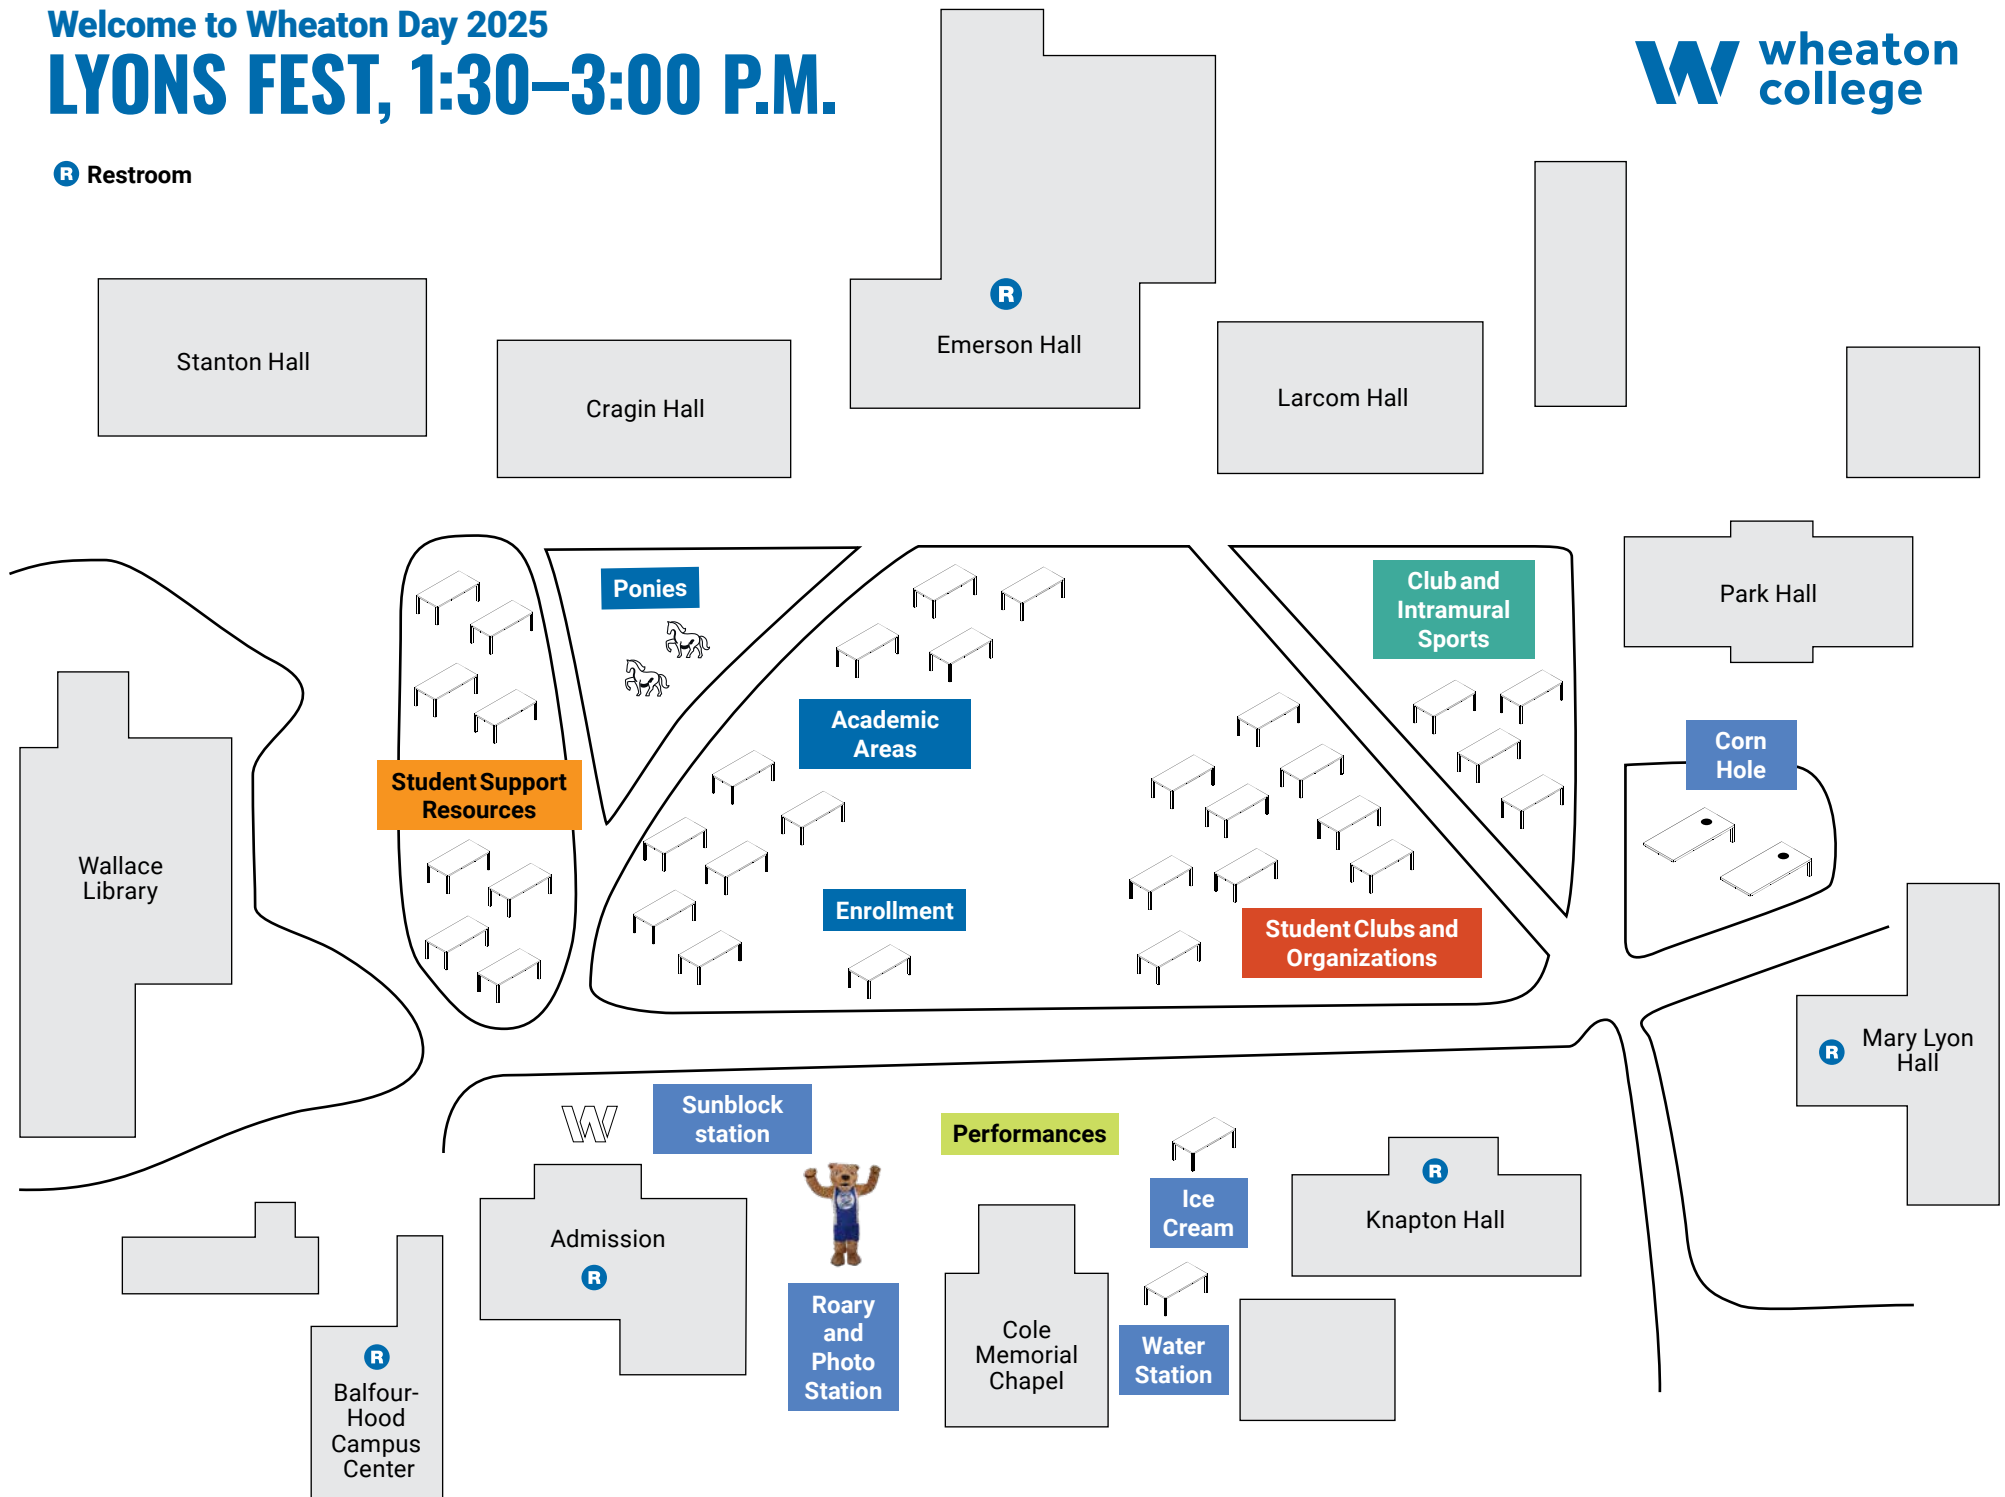 Welcome to Wheaton Day 2025
LYONS FEST, 1:30–3:00 P.M.
wheaton
college
R Restroom
R
Emerson Hall
Stanton Hall
Cragin Hall
Larcom Hall
Park Hall
Ponies
Club and
Intramural
Sports
Academic
Areas
Corn
Hole
Student Support
Resources
Wallace
Library
Enrollment
Student Clubs and
Organizations
R
Mary Lyon
Hall
W
Sunblock
station
Performances
Ice
Cream
R
Knapton Hall
Admission
R
Roary
and
Photo
Station
Cole
Memorial
Chapel
Water
Station
R
Balfour-
Hood
Campus
Center